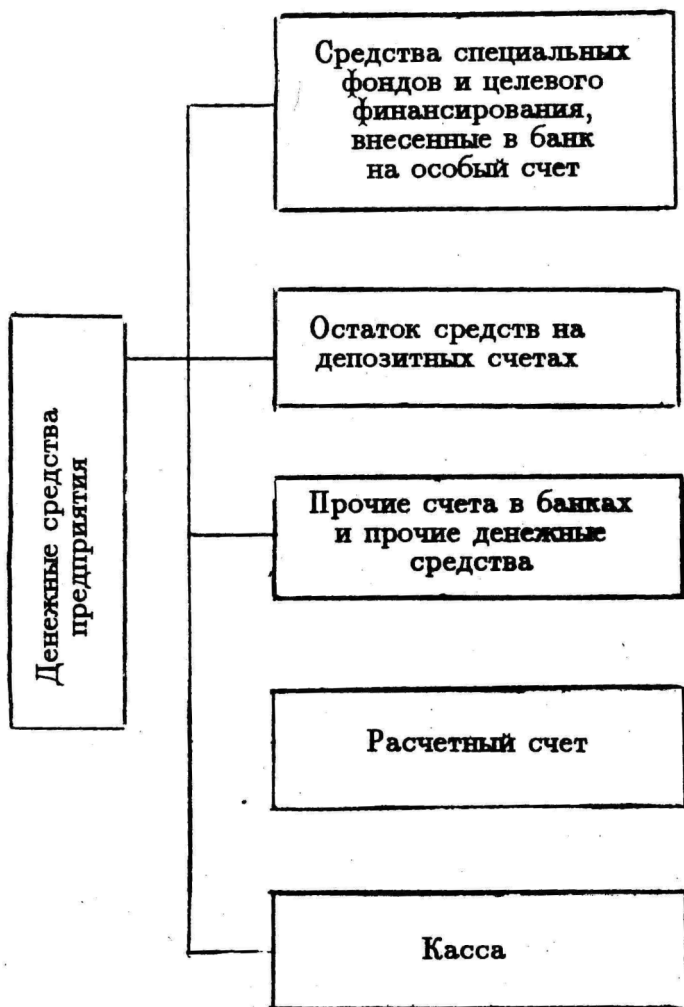 Средства специальных
фондов и целевого
финансирования,
внесенные в банк
на особый счет
Остаток средств на
депозитных счетах
Денежные средства
предприятия
Прочие счета в банках
и прочие денежные
средства
Расчетный счет
Касса